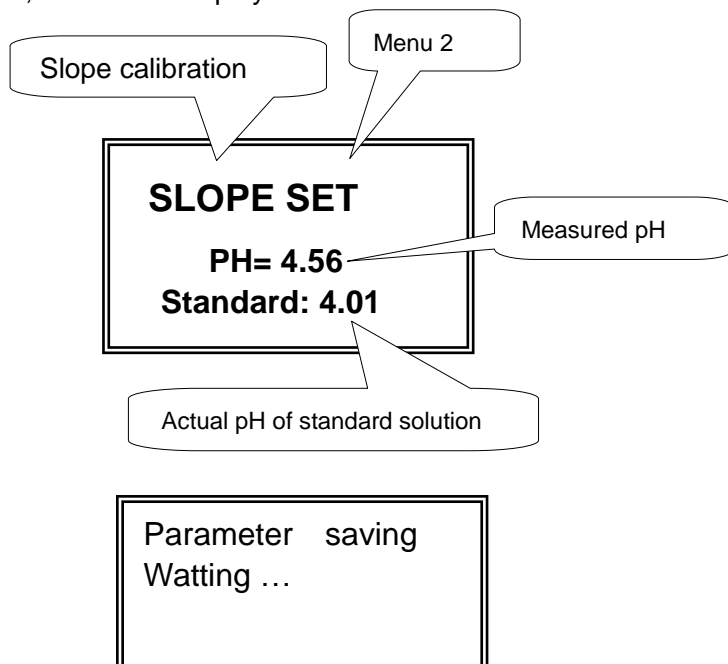 Menu 2
Slope calibration
SLOPE SET
PH= 4.56
Measured pH
Standard: 4.01
Actual pH of standard solution
Parameter saving
Watting …